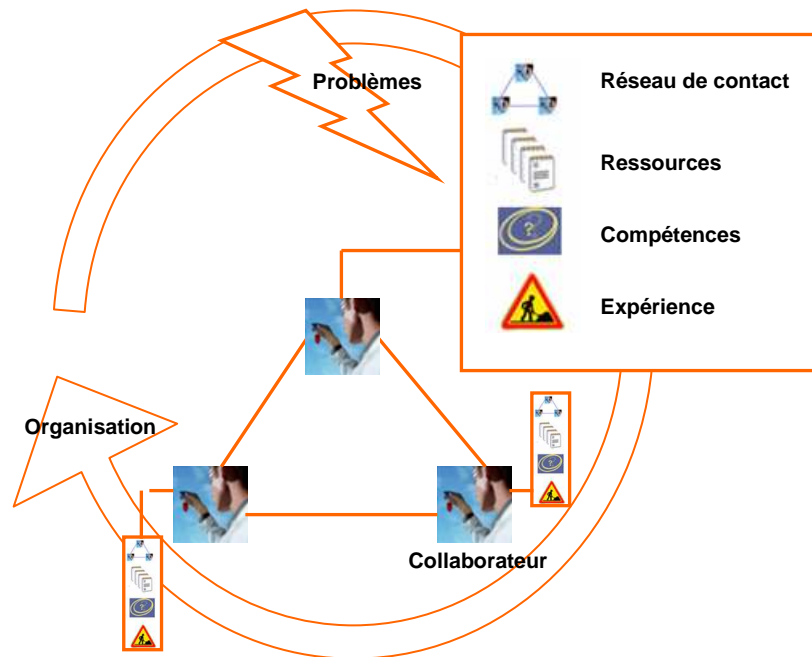 Problèmes
Réseau de contact
Ressources
Compétences
Expérience
Organisation
Collaborateur